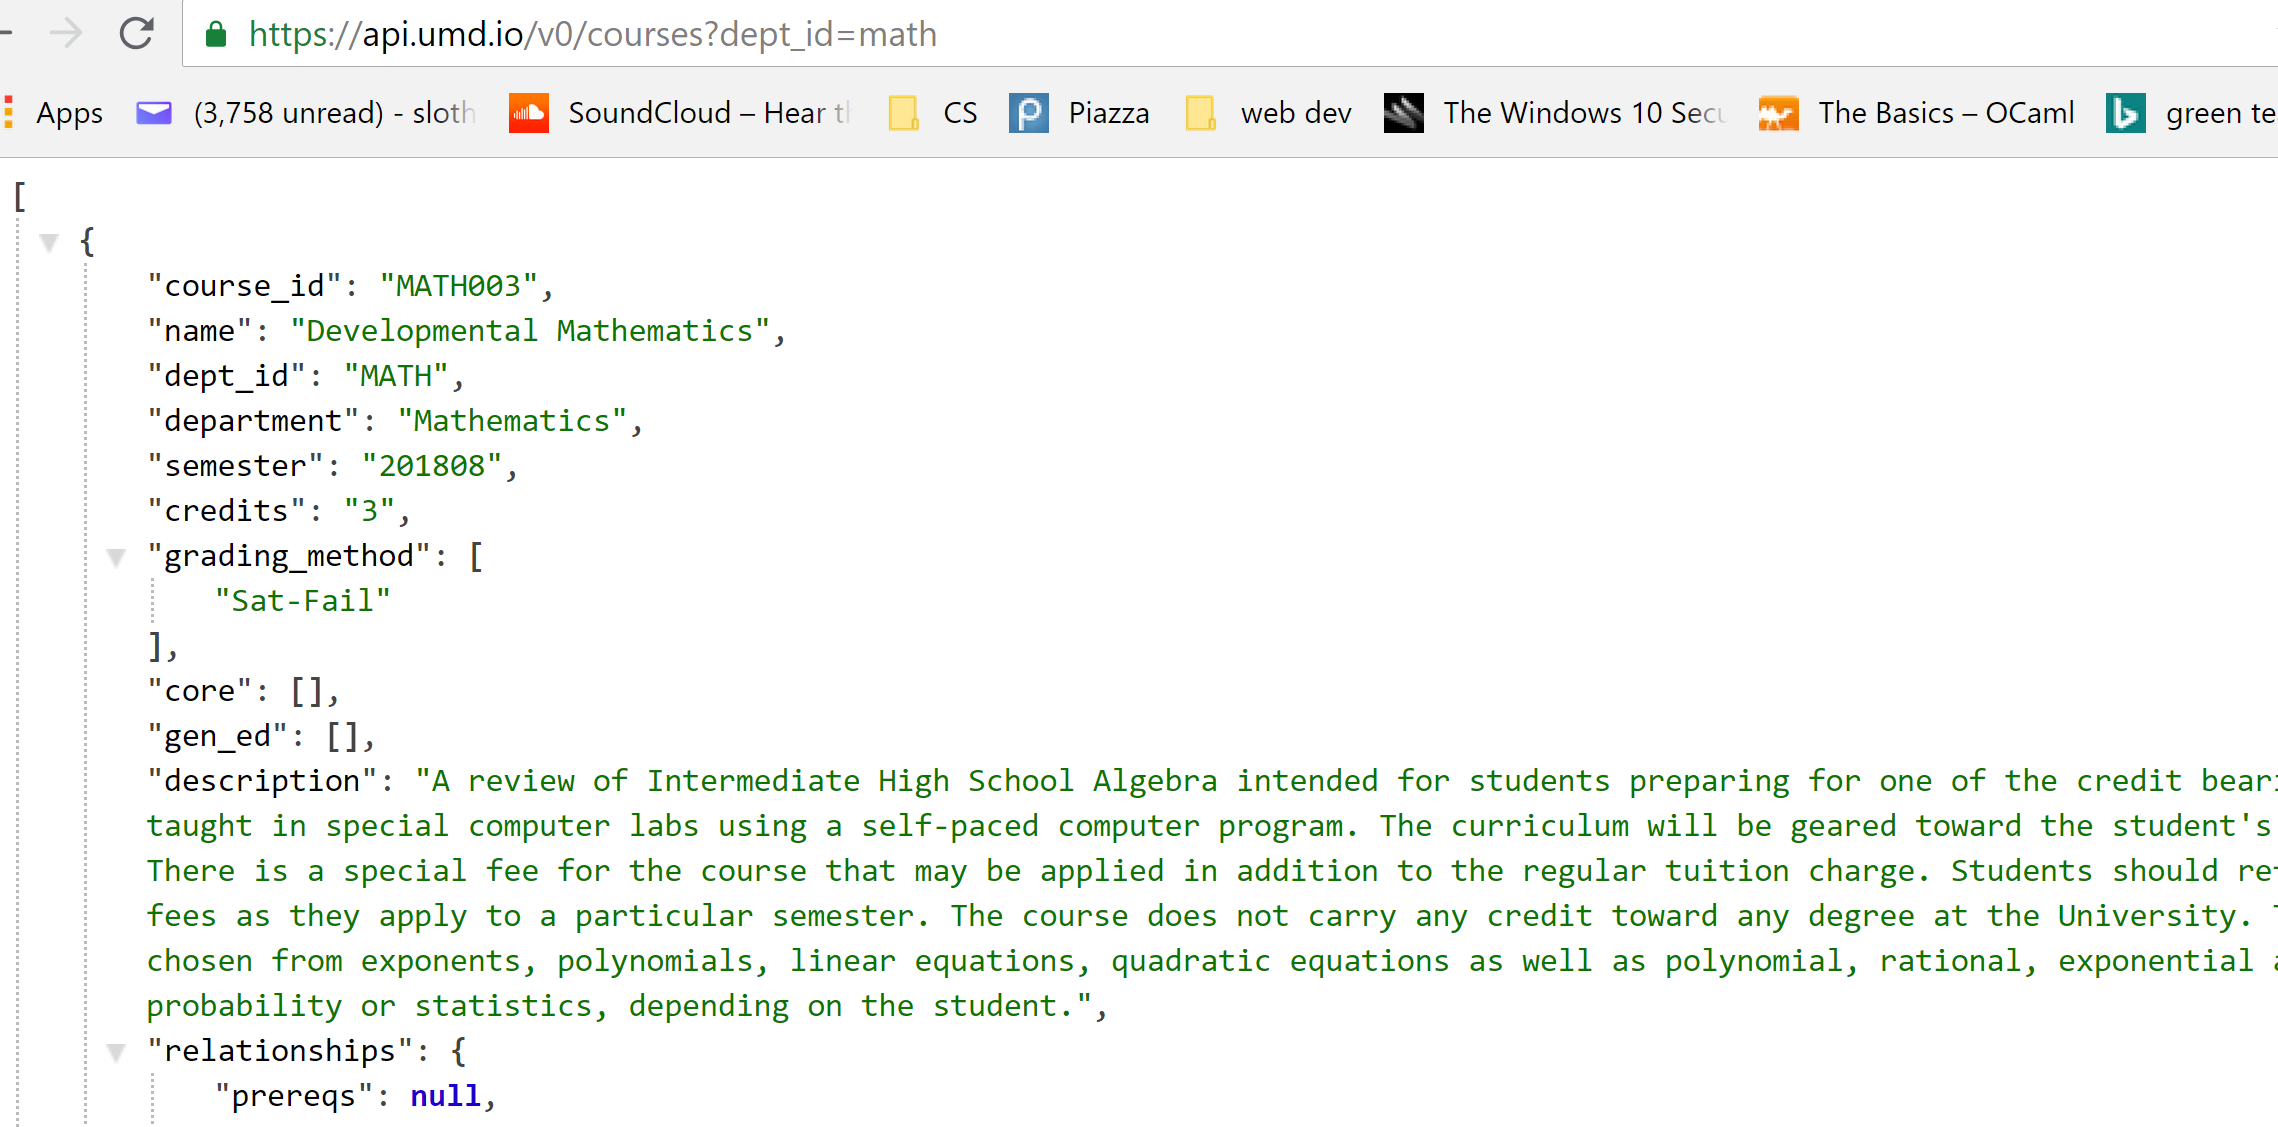 https://api.umd.io/v0/courses?dept_id=math
Apps (3,758 unread) - sloth SoundCloud – Hear th CS Piazza web dev The Windows 10 Secu The Basics – OCaml green te
[
{
"course_id": "MATH003",
"name": "Developmental Mathematics",
"dept_id": "MATH",
"department": "Mathematics",
"semester": "201808",
"credits": "3",
"grading_method": [
"Sat-Fail"
],
"core": [],
"gen_ed": [],
"description": "A review of Intermediate High School Algebra intended for students preparing for one of the credit beari
taught in special computer labs using a self-paced computer program. The curriculum will be geared toward the student's
There is a special fee for the course that may be applied in addition to the regular tuition charge. Students should ref
fees as they apply to a particular semester. The course does not carry any credit toward any degree at the University. T
chosen from exponents, polynomials, linear equations, quadratic equations as well as polynomial, rational, exponential a
probability or statistics, depending on the student.",
"relationships": {
"prereqs": null,